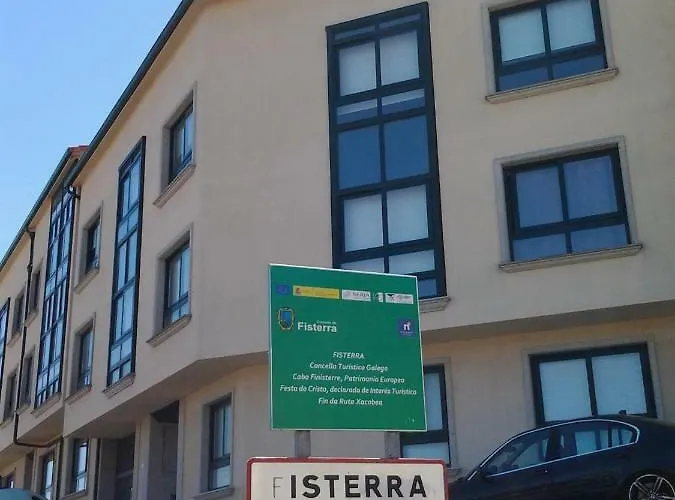 Concello de
Fisterra
FISTERRA
Concello Turístico Galego
Cabo Finisterre, Patrimonio Europeo
Festa do Cristo, declarada de Interés Turístico
Fin da Ruta Xacobea
FISTERRA